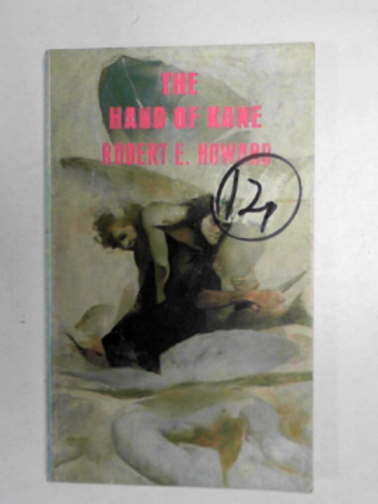 THE
HAND OF KANE
ROBERT E. HOWARD
12